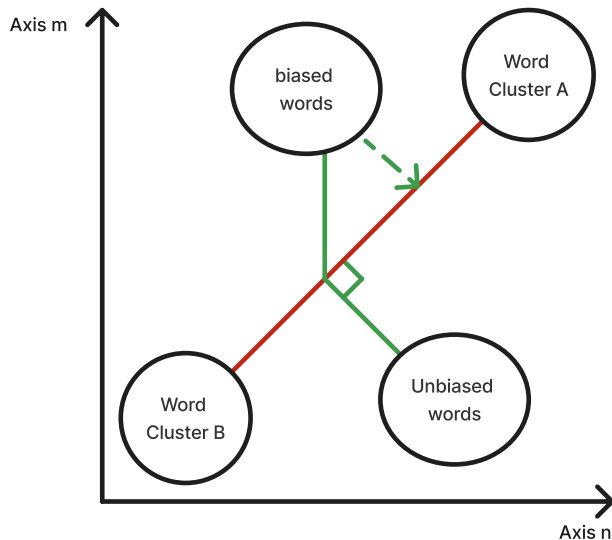 Axis m
biased
words
Word
Cluster A
Word
Cluster B
Unbiased
words
Axis n